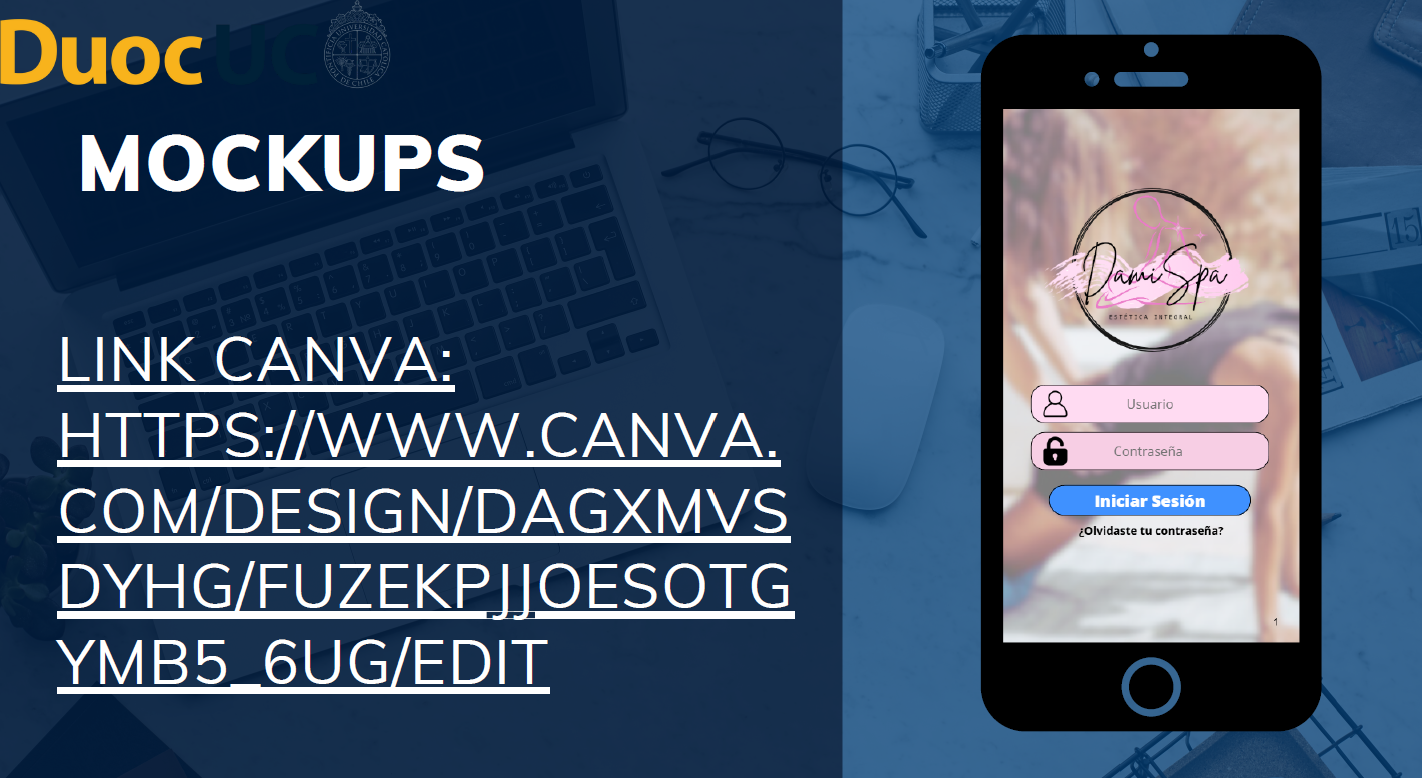 Duoc UC
MOCKUPS
LINK CANVA:
HTTPS://WWW.CANVA.
COM/DESIGN/DAGXMVS
DYHG/FUZEKPJJOESOTG
YMB5_6UG/EDIT
DamiSpa
ESTÉTICA INTEGRAL
Usuario
Contraseña
Iniciar Sesión
¿Olvidaste tu contraseña?
1
15